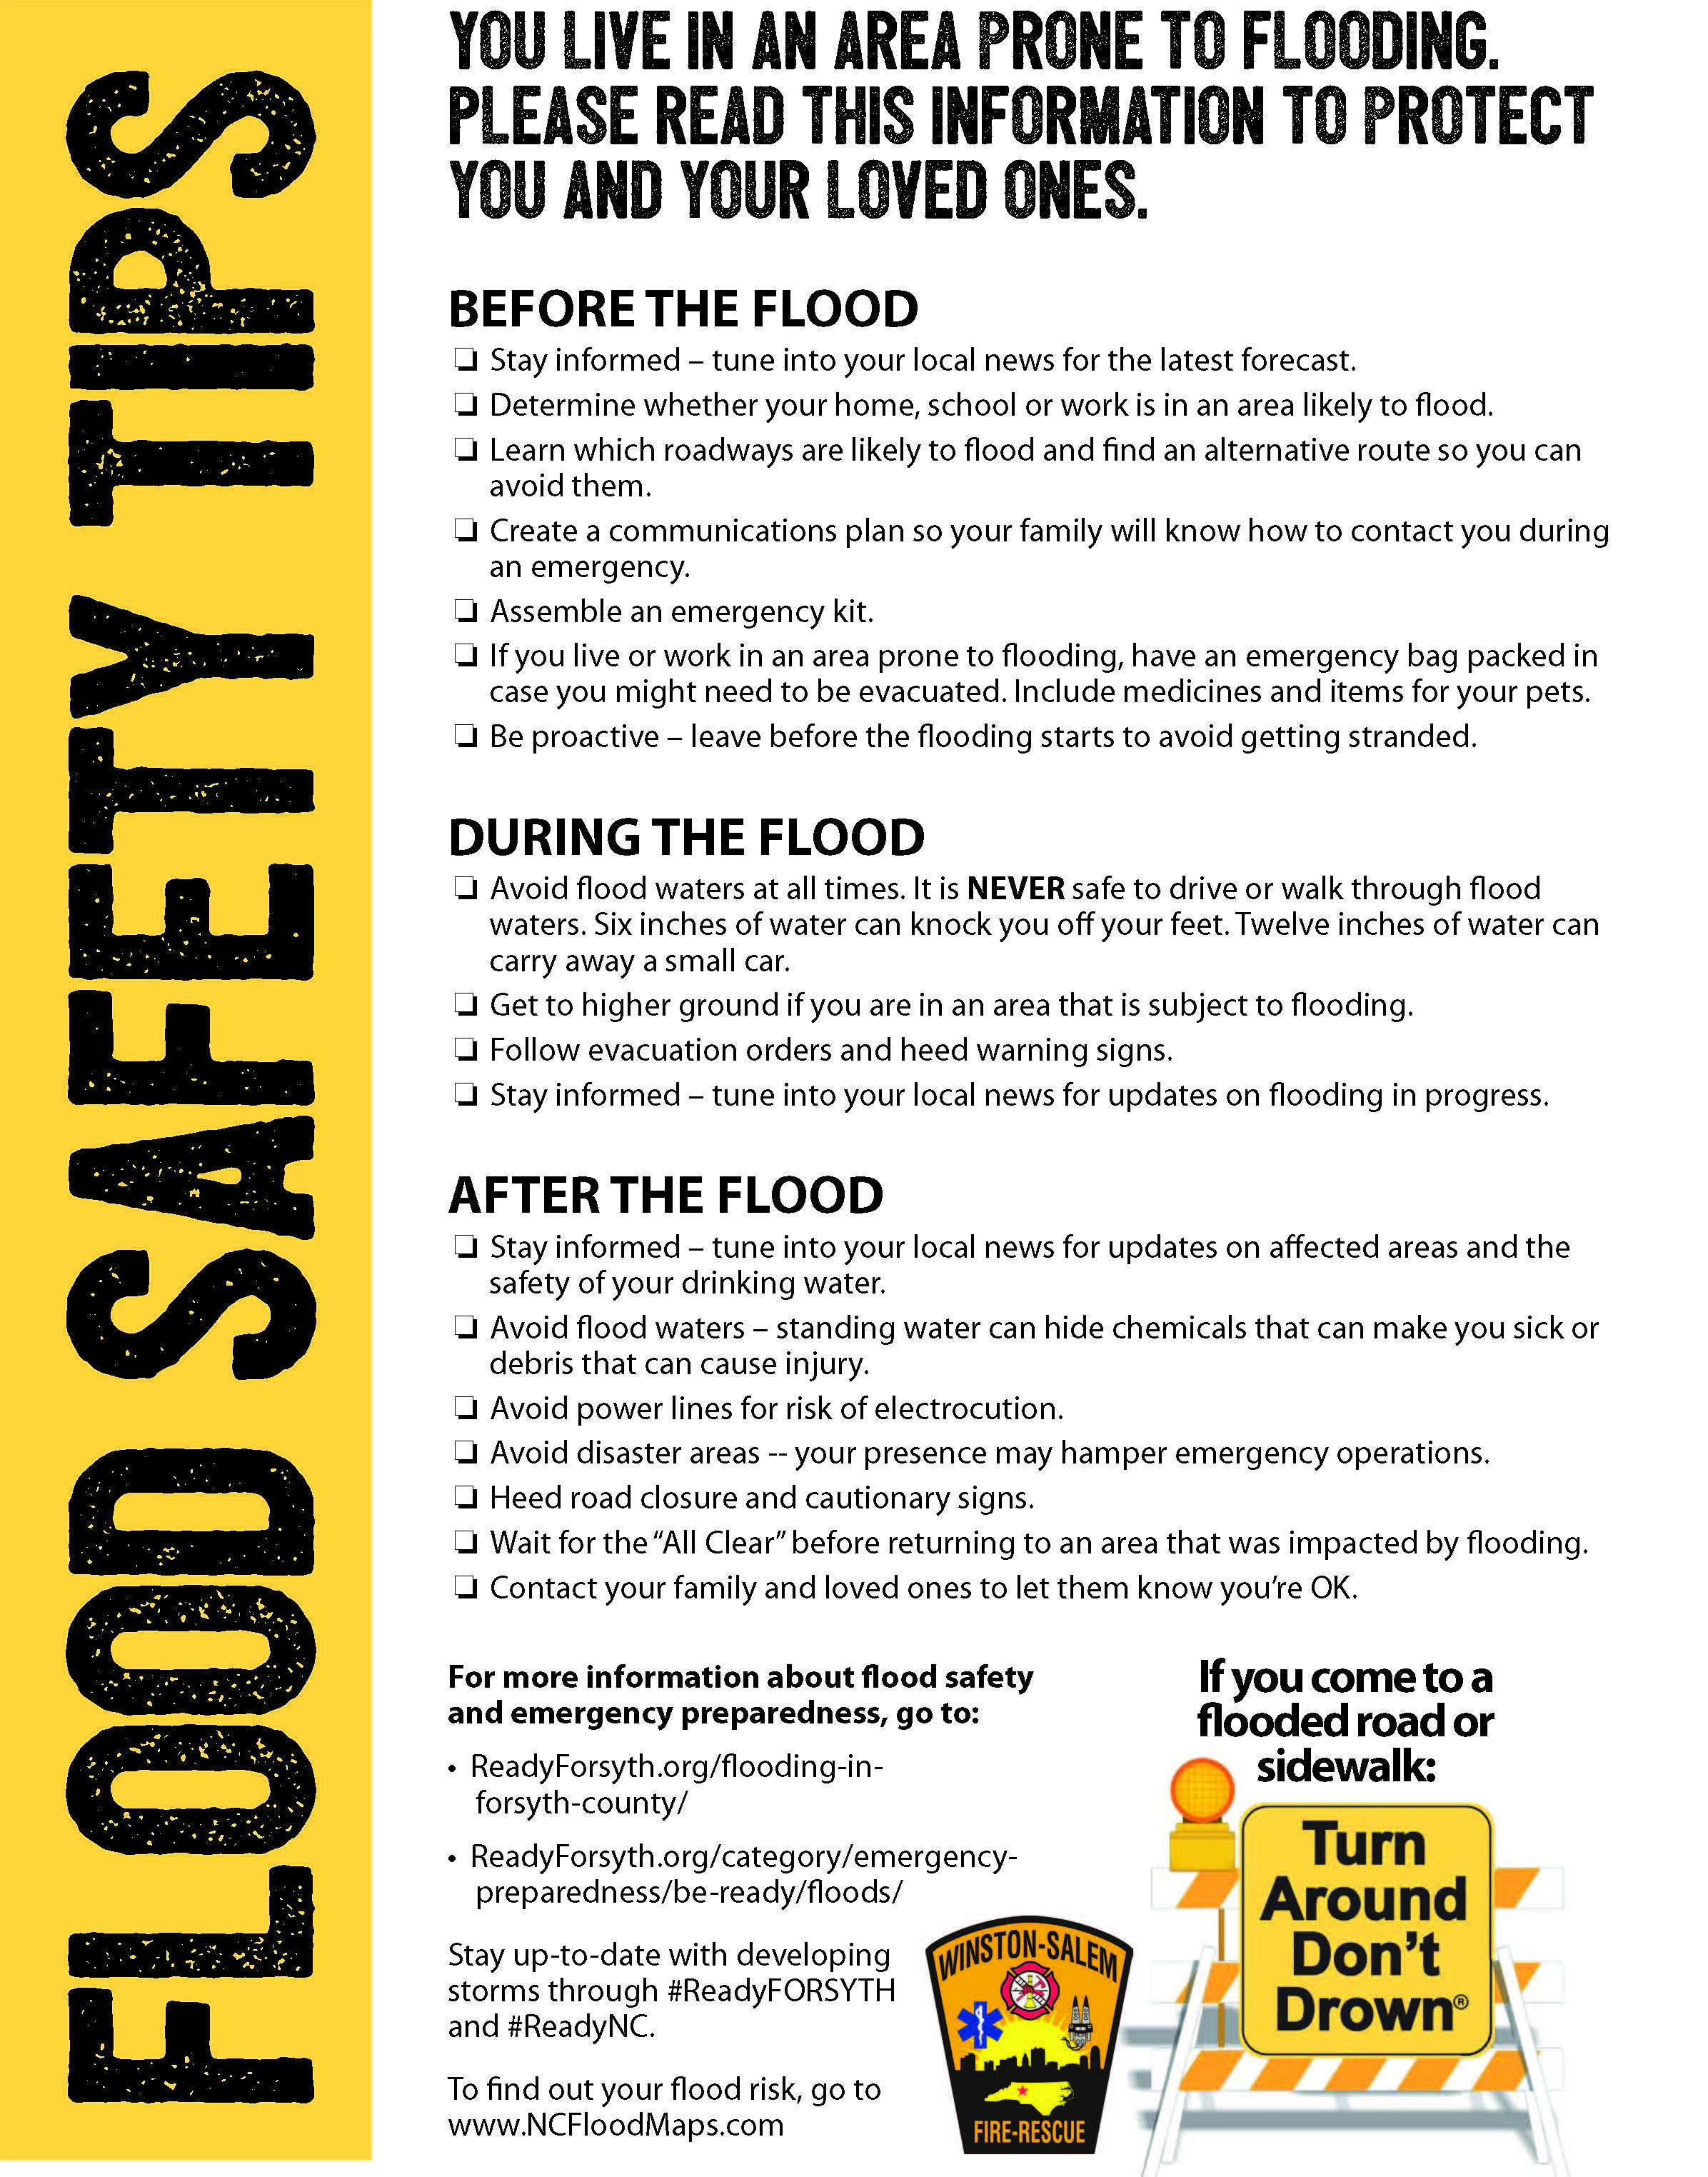 FLOOD SAFETY TIPS
YOU LIVE IN AN AREA PRONE TO FLOODING.
PLEASE READ THIS INFORMATION TO PROTECT
YOU AND YOUR LOVED ONES.
BEFORE THE FLOOD
❏ Stay informed – tune into your local news for the latest forecast.
❏ Determine whether your home, school or work is in an area likely to flood.
❏ Learn which roadways are likely to flood and find an alternative route so you can
avoid them.
❏ Create a communications plan so your family will know how to contact you during
an emergency.
❏ Assemble an emergency kit.
❏ If you live or work in an area prone to flooding, have an emergency bag packed in
case you might need to be evacuated. Include medicines and items for your pets.
❏ Be proactive – leave before the flooding starts to avoid getting stranded.
DURING THE FLOOD
❏ Avoid flood waters at all times. It is NEVER safe to drive or walk through flood
waters. Six inches of water can knock you off your feet. Twelve inches of water can
carry away a small car.
❏ Get to higher ground if you are in an area that is subject to flooding.
❏ Follow evacuation orders and heed warning signs.
❏ Stay informed – tune into your local news for updates on flooding in progress.
AFTER THE FLOOD
❏ Stay informed – tune into your local news for updates on affected areas and the
safety of your drinking water.
❏ Avoid flood waters – standing water can hide chemicals that can make you sick or
debris that can cause injury.
❏ Avoid power lines for risk of electrocution.
❏ Avoid disaster areas -- your presence may hamper emergency operations.
❏ Heed road closure and cautionary signs.
❏ Wait for the “All Clear” before returning to an area that was impacted by flooding.
❏ Contact your family and loved ones to let them know you’re OK.
For more information about flood safety
and emergency preparedness, go to:
• ReadyForsyth.org/flooding-in-
forsyth-county/
• ReadyForsyth.org/category/emergency-
preparedness/be-ready/floods/
Stay up-to-date with developing
storms through #ReadyFORSYTH
and #ReadyNC.
To find out your flood risk, go to
www.NCFloodMaps.com
WINSTON-SALEM
FIRE-RESCUE
If you come to a
flooded road or
sidewalk:
Turn
Around
Don’t
Drown®